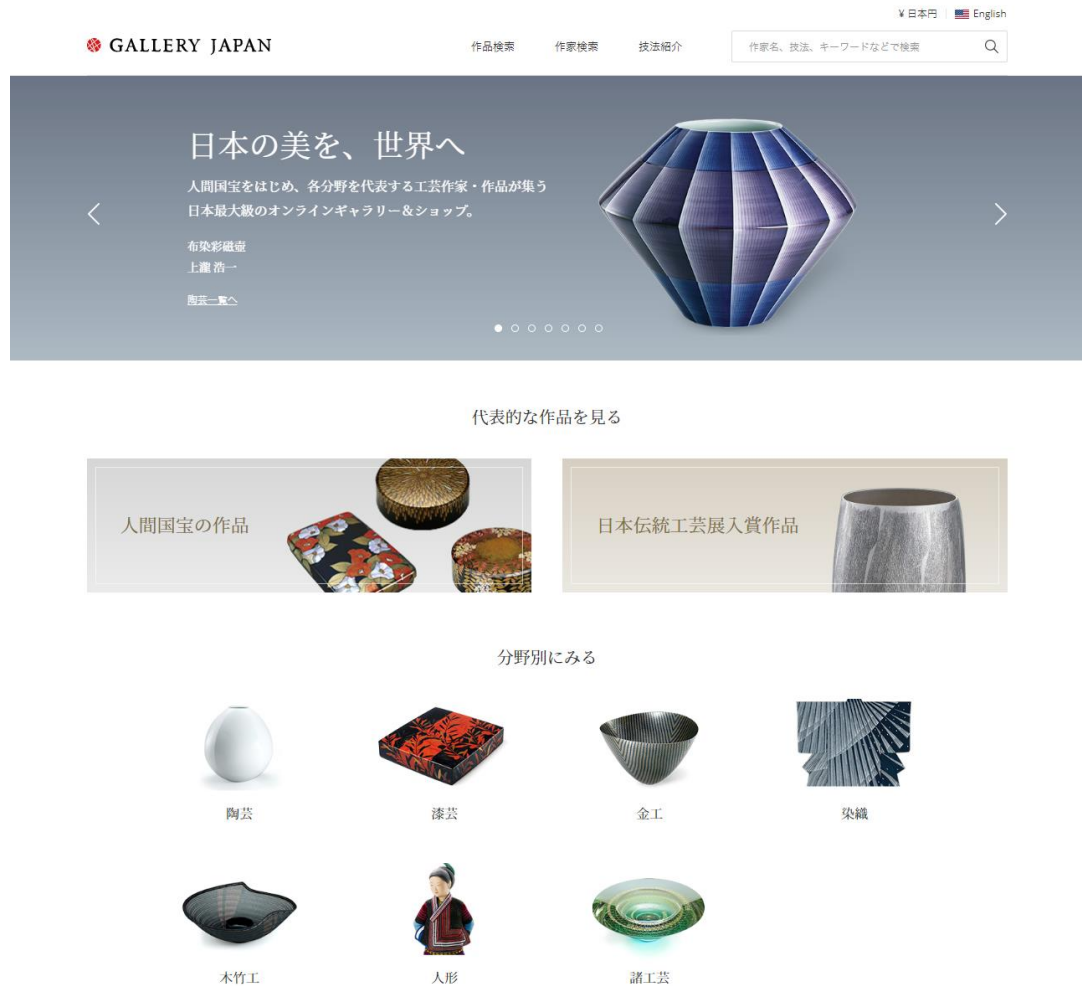 ¥ 日本円 English
GALLERY JAPAN
作品検索 作家検索 技法紹介 作家名、技法、キーワードなどで検索
日本の美を、世界へ
人間国宝をはじめ、各分野を代表する工芸作家・作品が集う
日本最大級のオンラインギャラリー&ショップ。
布染彩磁壺
上瀧 浩一
陶芸一覧へ
代表的な作品を見る
人間国宝の作品
日本伝統工芸展入賞作品
分野別にみる
陶芸 漆芸 金工 染織
木竹工 人形 諸工芸